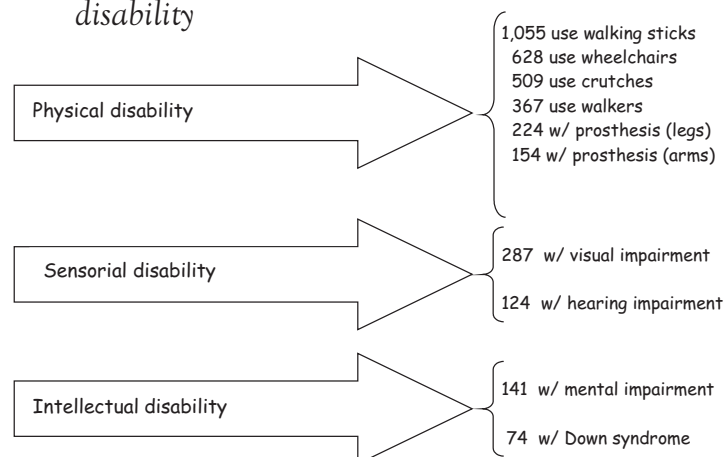 disability
Physical disability
1,055 use walking sticks
628 use wheelchairs
509 use crutches
367 use walkers
224 w/ prosthesis (legs)
154 w/ prosthesis (arms)
Sensorial disability
287 w/ visual impairment
124 w/ hearing impairment
Intellectual disability
141 w/ mental impairment
74 w/ Down syndrome